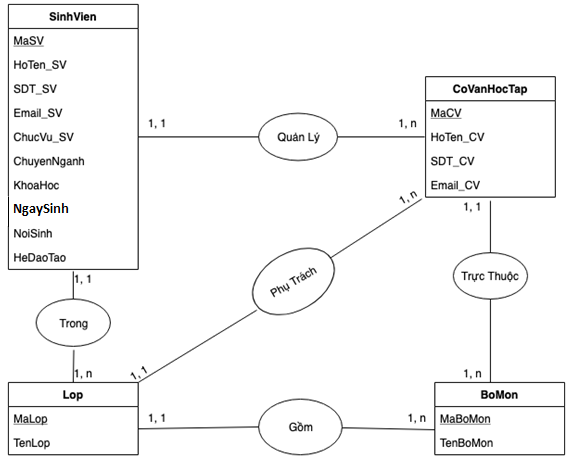 SinhVien
MaSV
HoTen_SV
SDT_SV
Email_SV
ChucVu_SV
ChuyenNganh
KhoaHoc
NgaySinh
NoiSinh
HeDaoTao
1, 1
Quán Lý
1, n
CoVanHocTap
MaCV
HoTen_CV
SDT_CV
Email_CV
1, n
1, 1
1, 1
Phụ Trách
Trực Thuộc
Trong
1, n
1, 1
1, n
Lop
MaLop
TenLop
1, 1
Gồm
1, n
BoMon
MaBoMon
TenBoMon